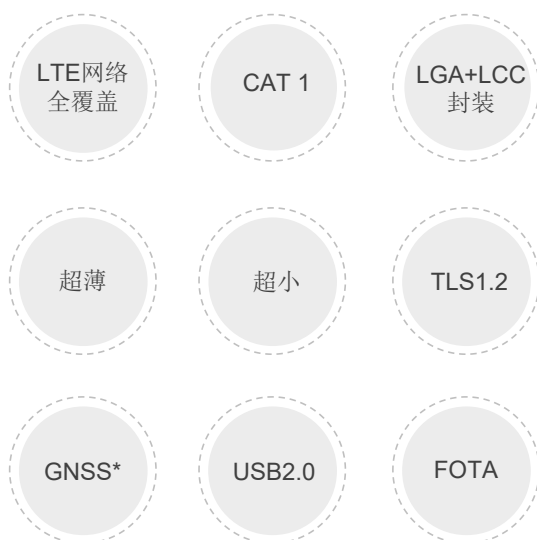 LTE网络
全覆盖
CAT 1
LGA+LCC
封装
超薄
超小
TLS1.2
GNSS*
USB2.0
FOTA